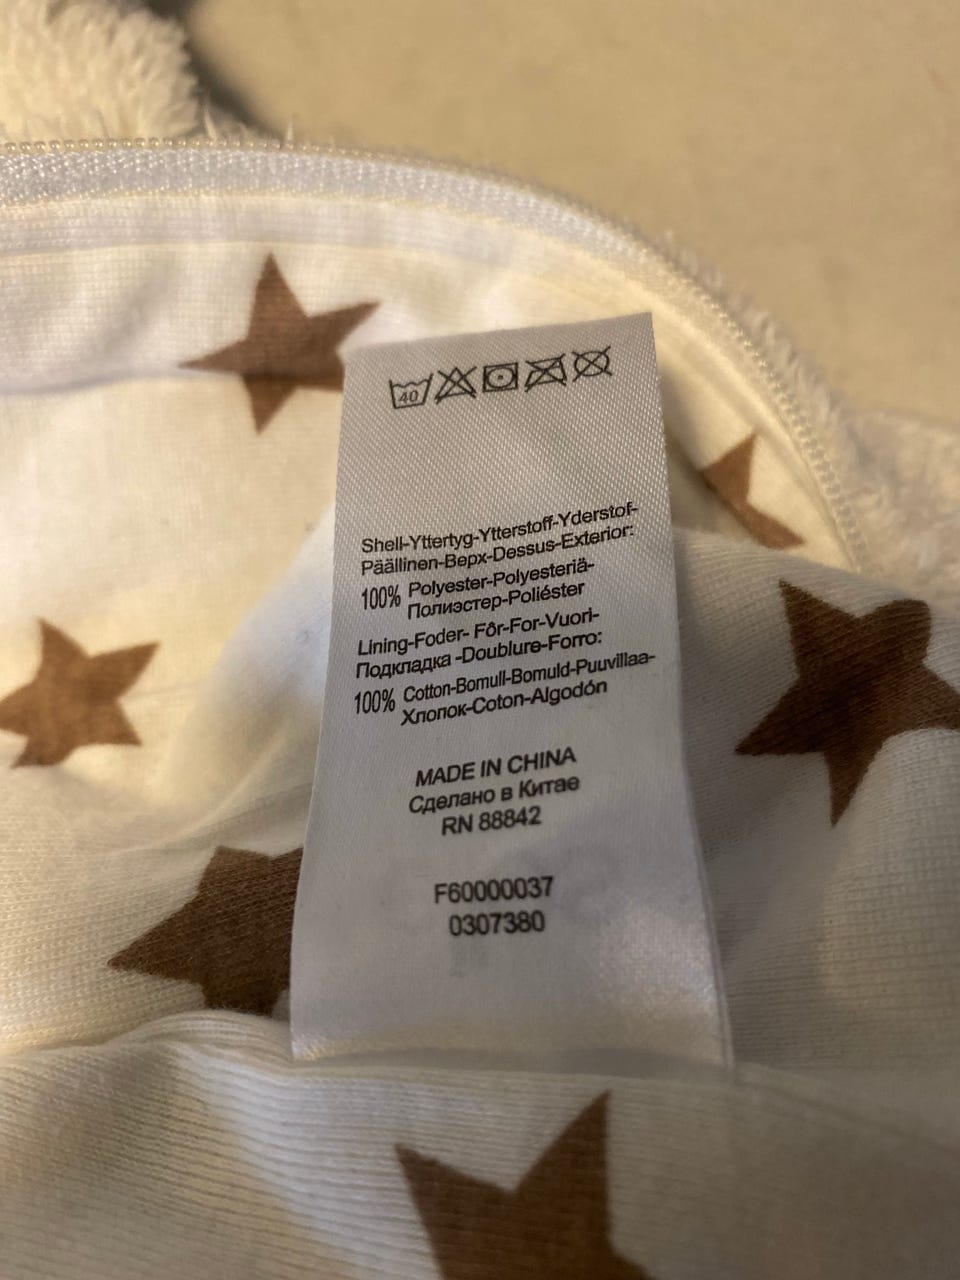 40
Shell-Yttertyg-Ytterstoff-Yderstof-
Päällinen-Верх-Dessus-Exterior:
100% Polyester-Polyesteriä-
Полиэстер-Poliéster
Lining-Foder- Fôr-For-Vuori-
Подкладка -Doublure-Forro:
100% Cotton-Bomull-Bomuld-Puuvillaa-
Хлопок-Coton-Algodón
MADE IN CHINA
Сделано в Китае
RN 88842
F60000037
0307380